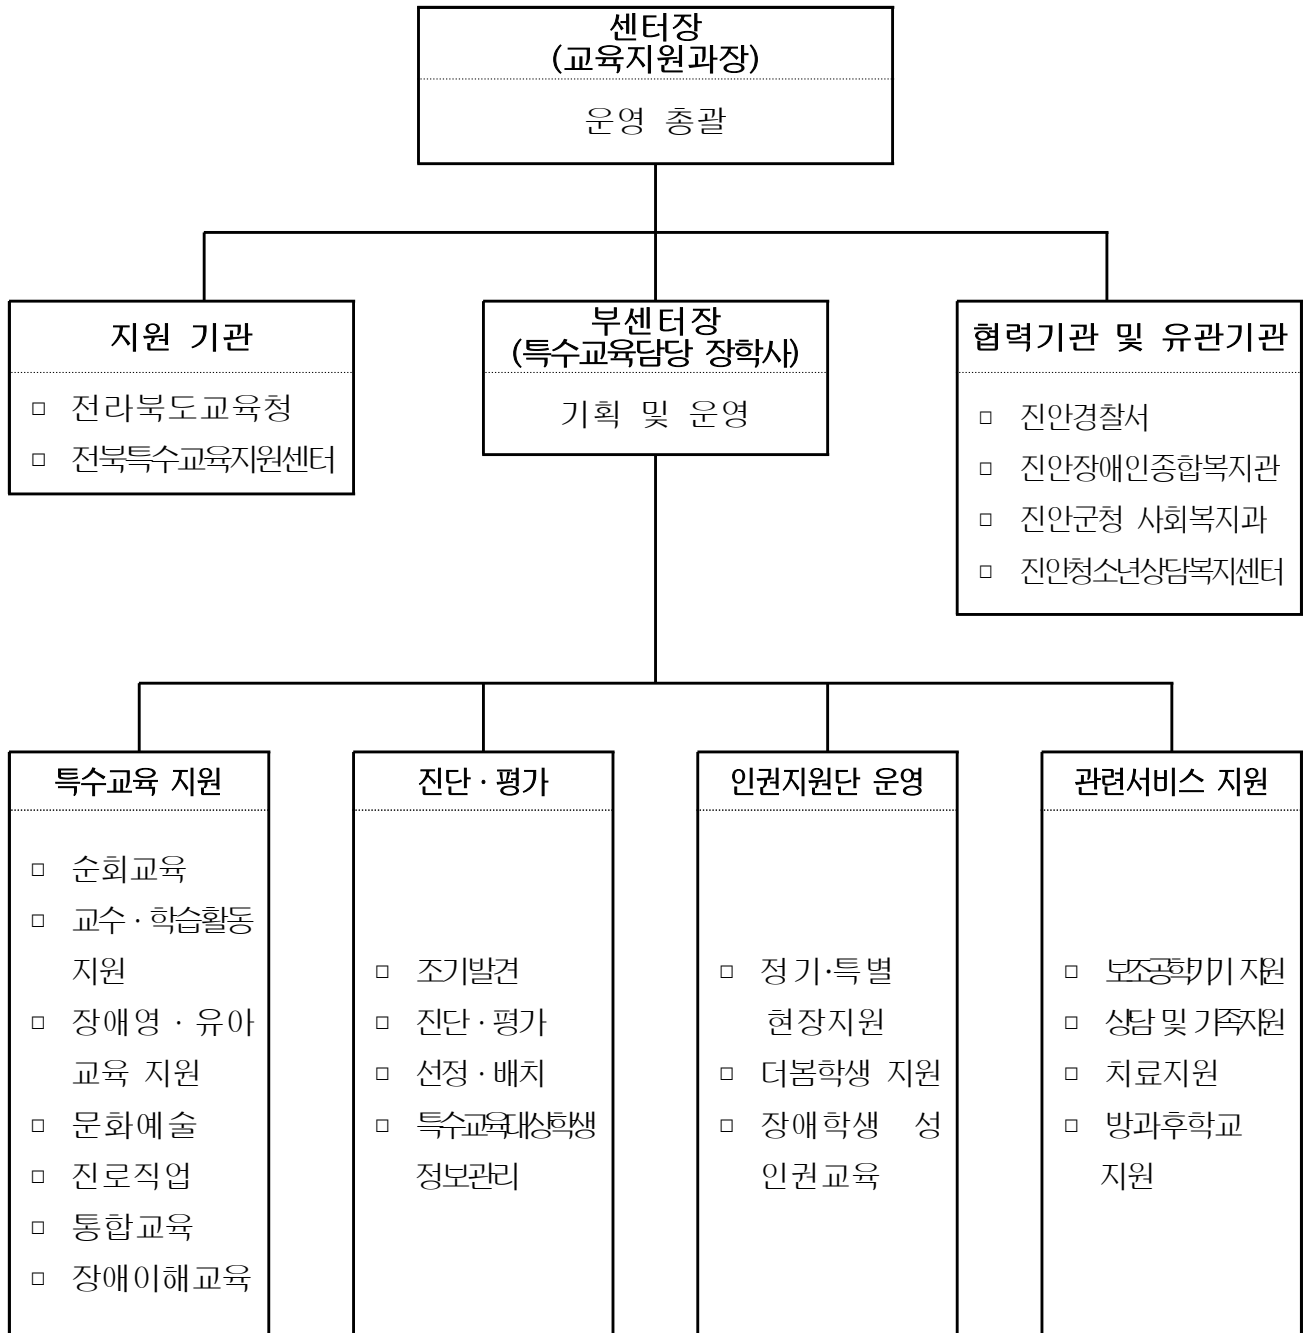 센터장
(교육지원과장)
운영 총괄
지원 기관
□ 전라북도교육청
□ 전북특수교육지원센터
부센터장
(특수교육담당 장학사)
기획 및 운영
협력기관 및 유관기관
□ 진안경찰서
□ 진안장애인종합복지관
□ 진안군청 사회복지과
□ 진안청소년상담복지센터
특수교육 지원
□ 순회교육
□ 교수·학습활동
지원
□ 장애영·유아
교육 지원
□ 문화예술
□ 진로직업
□ 통합교육
□ 장애이해교육
진단·평가
□ 조기발견
□ 진단·평가
□ 선정·배치
□ 특수교육대상학생
정보관리
인권지원단 운영
□ 정기·특별
현장지원
□ 더봄학생 지원
□ 장애학생 성
인권교육
관련서비스 지원
□ 보조공학기기 지원
□ 상담 및 가족지원
□ 치료지원
□ 방과후학교
지원